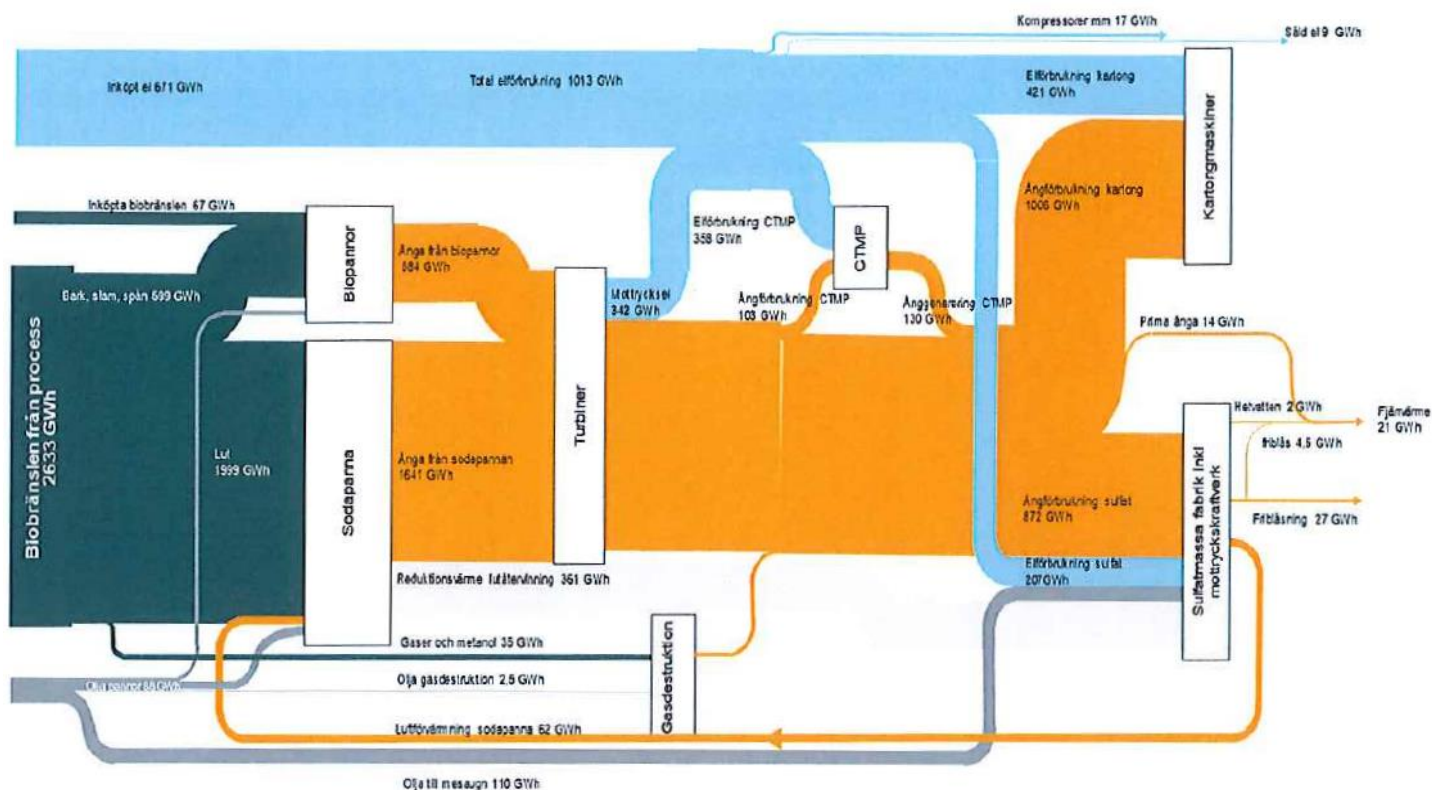 Kompressorer mm 17 GWh
Såld el 9 GWh
Inköpt el 671 GWh
Total elförbrukning 1013 GWh
Elförbrukning kartong
421 GWh
Kartongmaskiner
Inköpta biobränslen 67 GWh
Biopannor
Ånga från biopannor
584 GWh
Elförbrukning CTMP
358 GWh
CTMP
Ångförbrukning kartong
1006 GWh
Bark, slam, spån 599 GWh
Mottrycksel
342 GWh
Ångförbrukning CTMP
103 GWh
Ånggenerering CTMP
130 GWh
Prima ånga 14 GWh
Biobränslen från process
2633 GWh
Lut
1999 GWh
Sodapanna
Ånga från sodapannan
1641 GWh
Turbiner
Hetvatten 2 GWh
Fjärvärme
21 GWh
friblås 4,5 GWh
Ångförbrukning sulfat
872 GWh
Friblåsning 27 GWh
Sulfatmassa fabrik inkl
mottryckskraftverk
Reduktionsvärme lutåtervinning 361 GWh
Elförbrukning sulfat
207GWh
Gaser och metanol 35 GWh
Gasdestruktion
Olja gasdestruktion 2,5 GWh
Olja pannor GWh
Luftförvärmning sodapanna 62 GWh
Olja till mesaugn 110 GWh